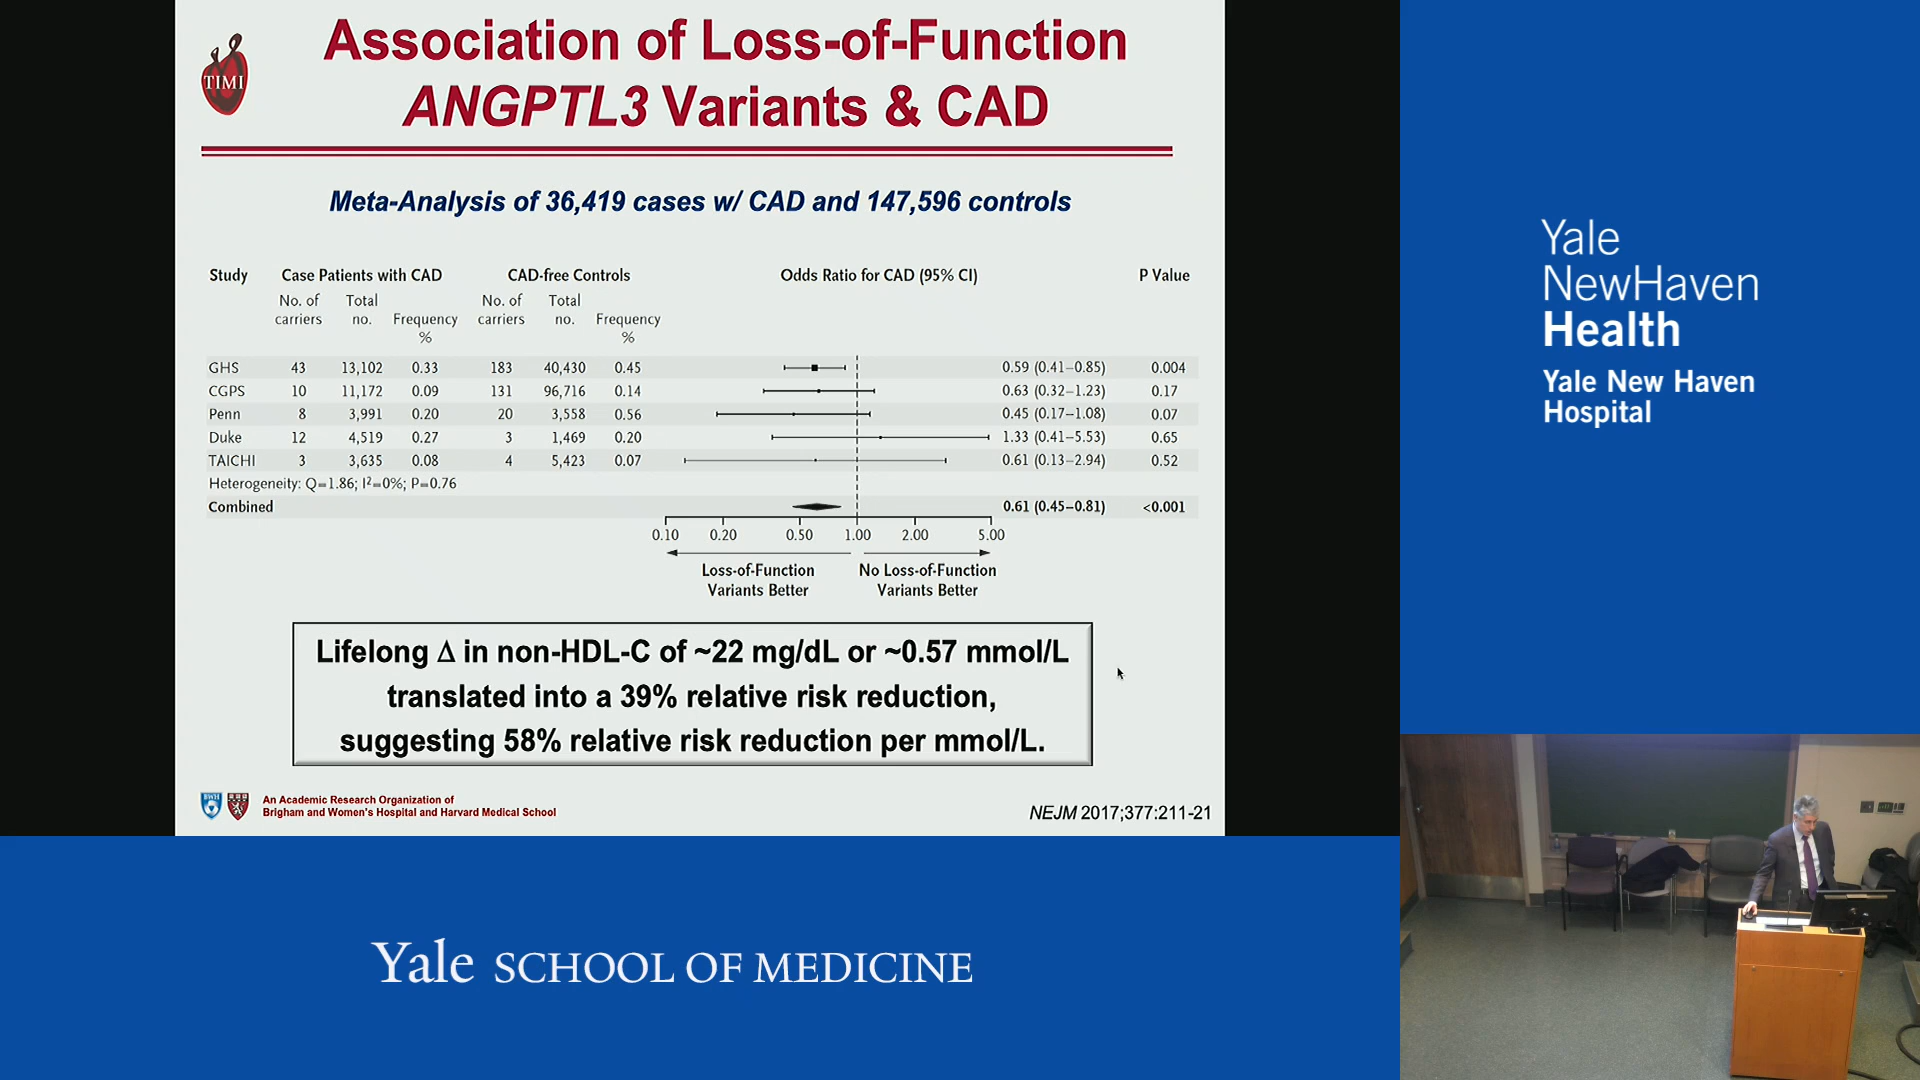 Association of Loss-of-Function
ANGPTL3 Variants & CAD
TIMI
Meta-Analysis of 36,419 cases w/ CAD and 147,596 controls
Study Case Patients with CAD CAD-free Controls Odds Ratio for CAD (95% CI) P Value
No. of carriers Total no. Frequency % No. of carriers Total no. Frequency %
GHS 43 13,102 0.33 183 40,430 0.45 0.59 (0.41–0.85) 0.004
CGPS 10 11,172 0.09 131 96,716 0.14 0.63 (0.32–1.23) 0.17
Penn 8 3,991 0.20 20 3,558 0.56 0.45 (0.17–1.08) 0.07
Duke 12 4,519 0.27 3 1,469 0.20 1.33 (0.41–5.53) 0.65
TAICHI 3 3,635 0.08 4 5,423 0.07 0.61 (0.13–2.94) 0.52
Heterogeneity: Q=1.86; I²=0%; P=0.76
Combined 0.61 (0.45–0.81) <0.001
0.10 0.20 0.50 1.00 2.00 5.00
Loss-of-Function Variants Better No Loss-of-Function Variants Better
Lifelong Δ in non-HDL-C of ~22 mg/dL or ~0.57 mmol/L
translated into a 39% relative risk reduction,
suggesting 58% relative risk reduction per mmol/L.
BWH
An Academic Research Organization of
Brigham and Women's Hospital and Harvard Medical School
NEJM 2017;377:211-21
Yale
NewHaven
Health
Yale New Haven
Hospital
Yale SCHOOL OF MEDICINE